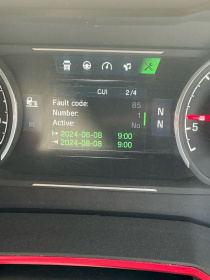 CUI 2/4
Fault code: 85
Number: 1
Active: No
2024-08-08 9:00
2024-08-08 9:00
N
N
5